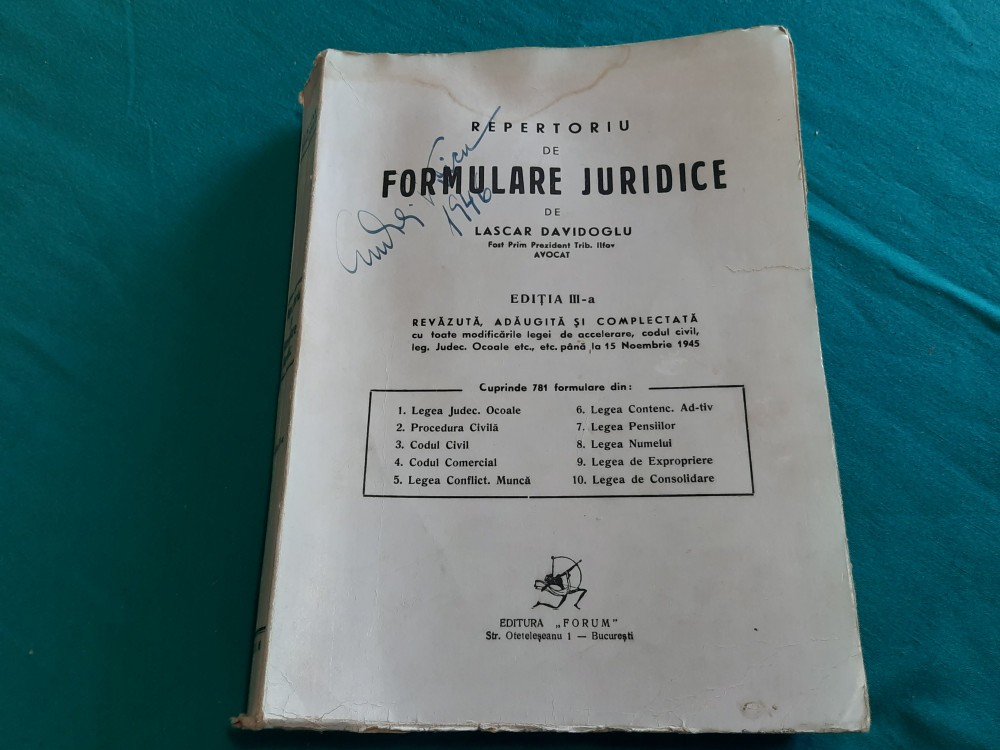 REPERTORIU
DE
FORMULARE JURIDICE
DE
LASCAR DAVIDOGLU
Fost Prim Prezident Trib. Ilfov
AVOCAT
Andrei
1946
EDIȚIA III-a
REVĂZUTĂ, ADĂUGITĂ ȘI COMPLECTATĂ
cu toate modificările legei de accelerare, codul civil,
leg. Judec. Ocoale etc., etc. până la 15 Noembrie 1945
Cuprinde 781 formulare din:
1. Legea Judec. Ocoale
2. Procedura Civilă
3. Codul Civil
4. Codul Comercial
5. Legea Conflict. Muncă
6. Legea Contenc. Ad-tiv
7. Legea Pensiilor
8. Legea Numelui
9. Legea de Expropriere
10. Legea de Consolidare
EDITURA „FORUM"
Str. Oteteleșeanu 1 — București